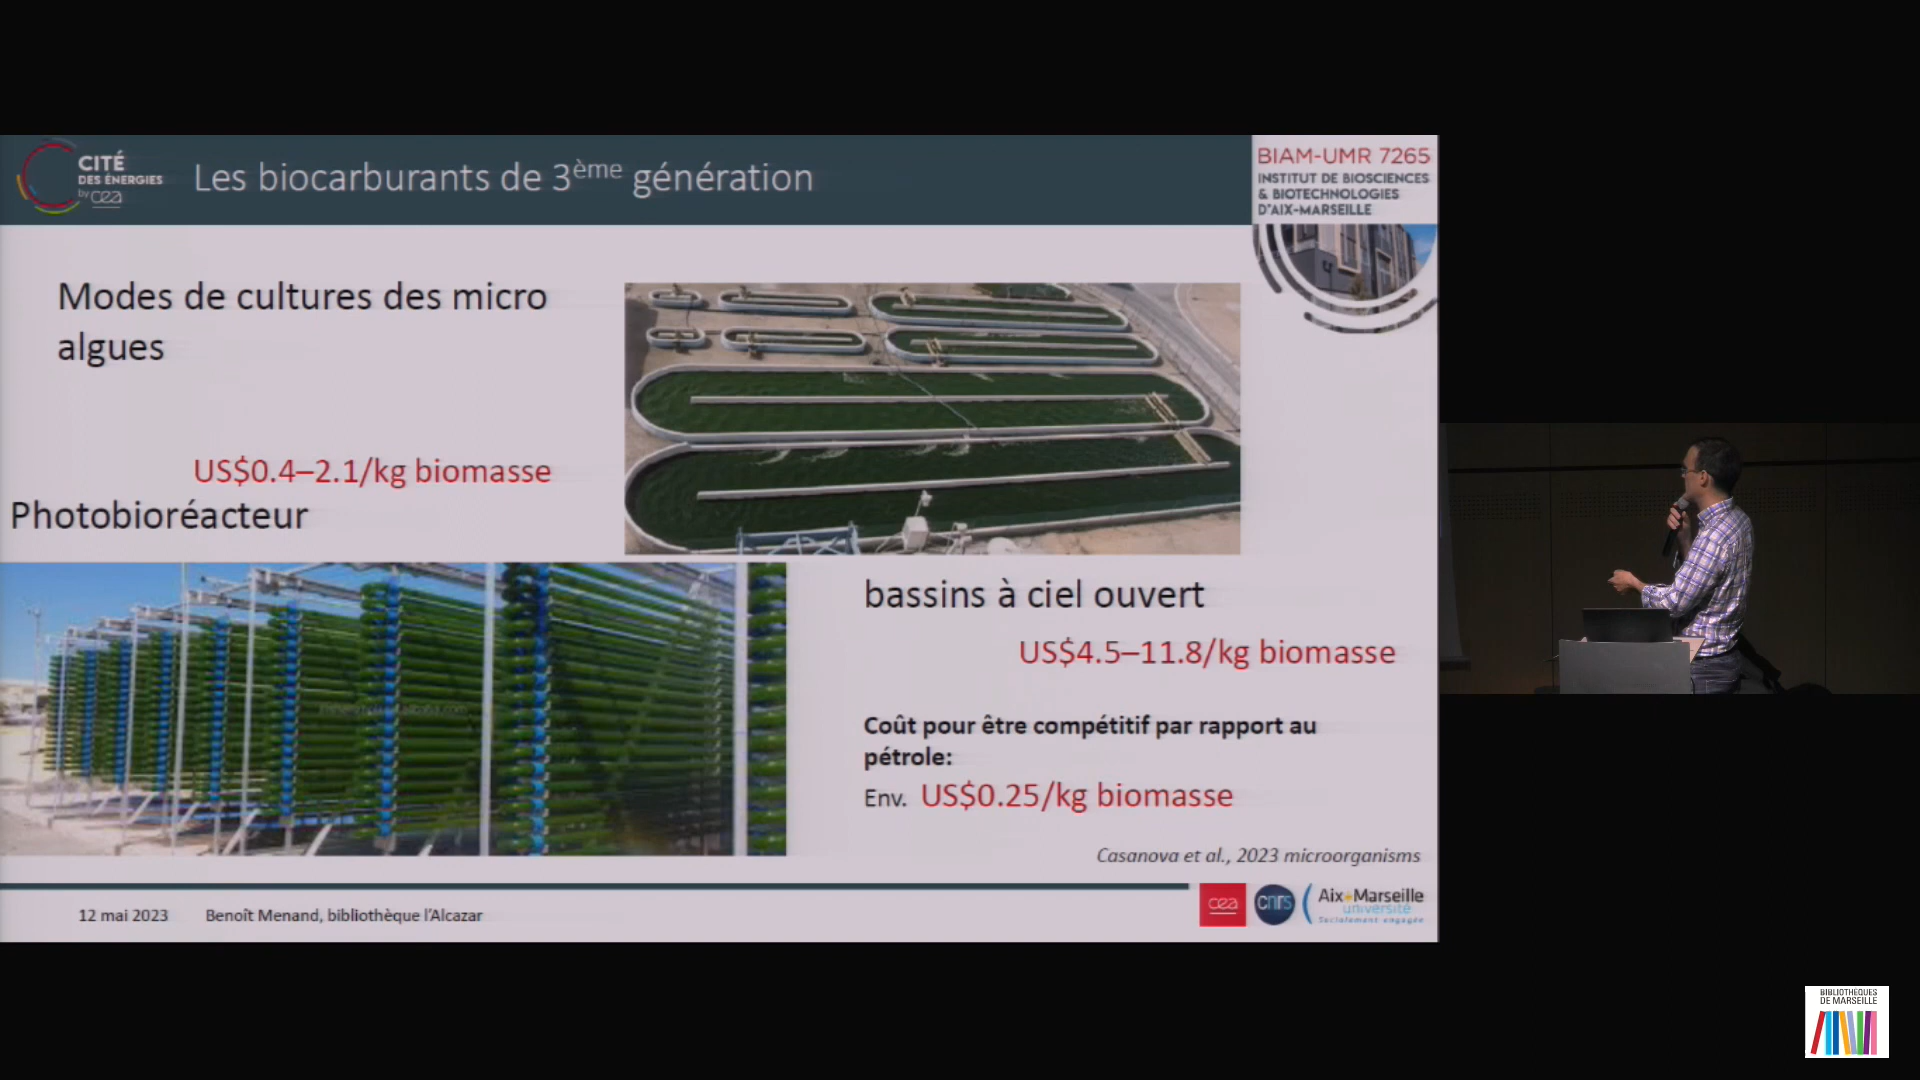 CITÉ
DES ÉNERGIES
by cea
Les biocarburants de 3ème génération
BIAM-UMR 7265
INSTITUT DE BIOSCIENCES
& BIOTECHNOLOGIES
D'AIX-MARSEILLE
Modes de cultures des micro
algues
US$0.4–2.1/kg biomasse
Photobioréacteur
bassins à ciel ouvert
US$4.5–11.8/kg biomasse
Coût pour être compétitif par rapport au
pétrole:
Env. US$0.25/kg biomasse
Casanova et al., 2023 microorganisms
12 mai 2023 Benoît Menand, bibliothèque l'Alcazar
cea
cnrs
Aix*Marseille
université
Socialement engagée
BIBLIOTHEQUES
DE MARSEILLE